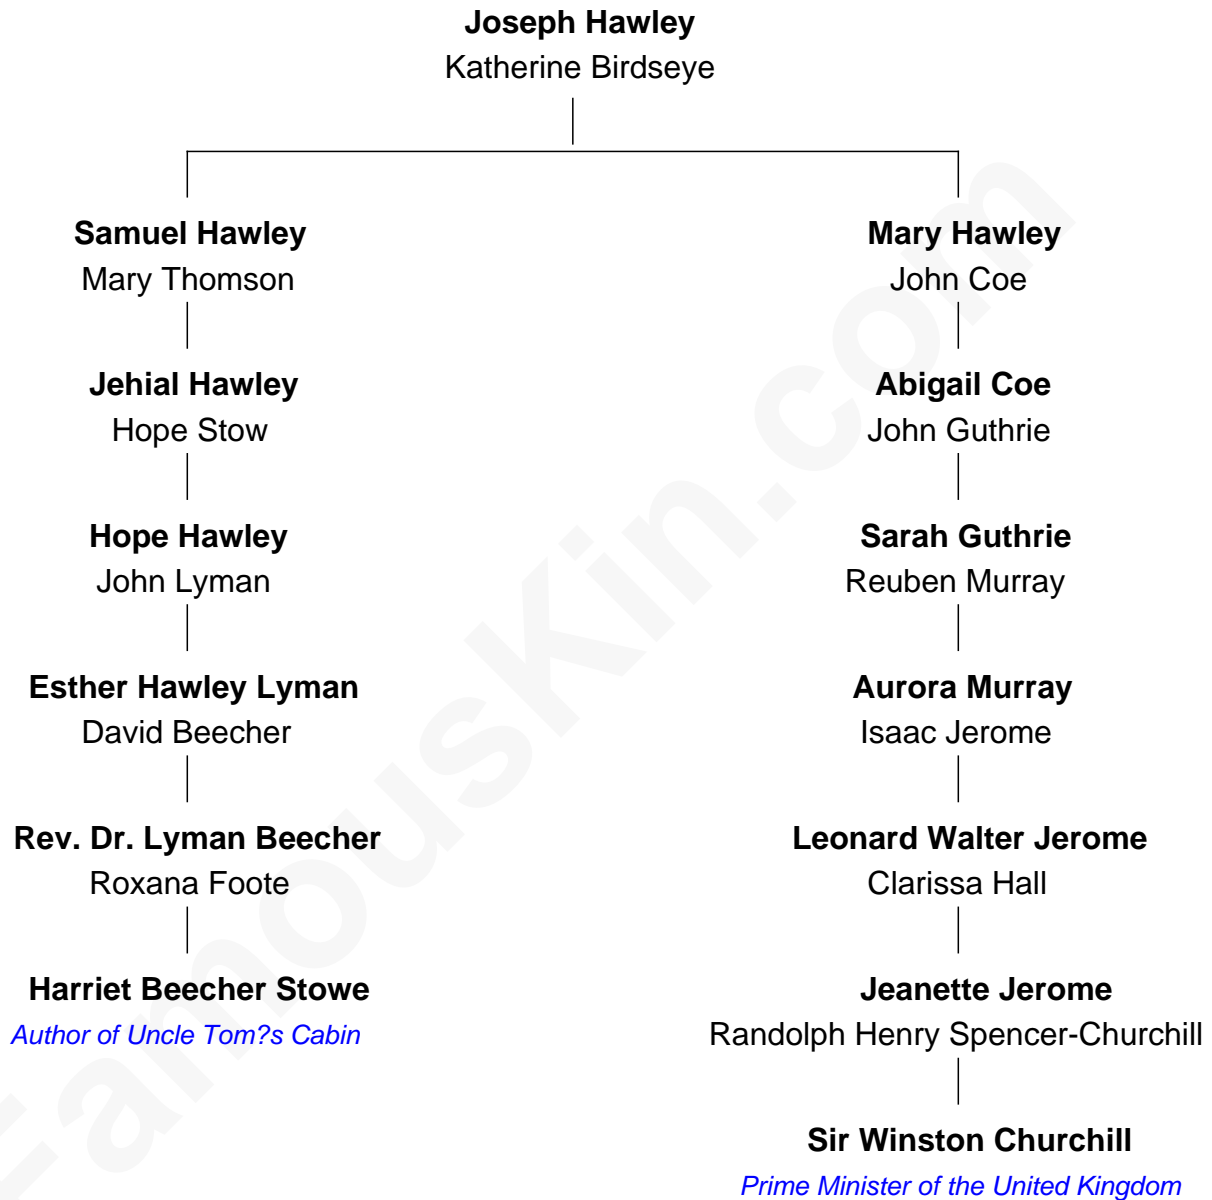 Joseph Hawley
Katherine Birdseye
Samuel Hawley
Mary Thomson
Jehial Hawley
Hope Stow
Hope Hawley
John Lyman
Esther Hawley Lyman
David Beecher
Rev. Dr. Lyman Beecher
Roxana Foote
Harriet Beecher Stowe
Author of Uncle Tom?s Cabin
Mary Hawley
John Coe
Abigail Coe
John Guthrie
Sarah Guthrie
Reuben Murray
Aurora Murray
Isaac Jerome
Leonard Walter Jerome
Clarissa Hall
Jeanette Jerome
Randolph Henry Spencer-Churchill
Sir Winston Churchill
Prime Minister of the United Kingdom
FamousKin.com